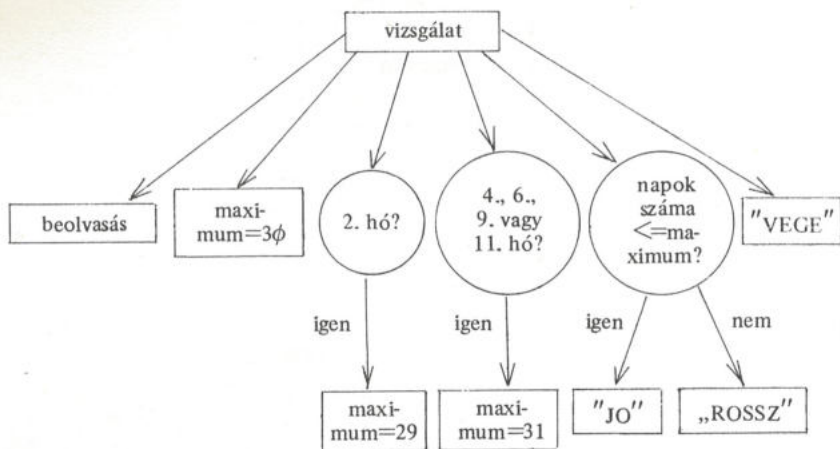 vizsgálat
beolvasás
maxi-
mum=3ϕ
2. hó?
4., 6.,
9. vagy
11. hó?
napok
száma
<=ma-
ximum?
"VEGE"
igen
igen
igen
nem
maxi-
mum=29
maxi-
mum=31
"JO"
„ROSSZ"